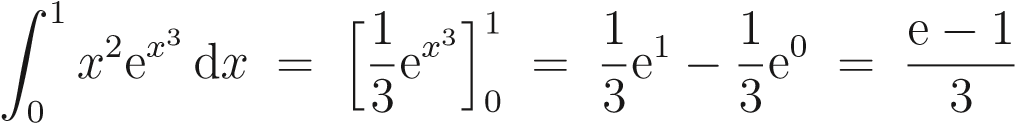 ∫₀¹ x²e^{x³} dx = [1/3 e^{x³}]₀¹ = 1/3 e¹ − 1/3 e⁰ = (e − 1)/3